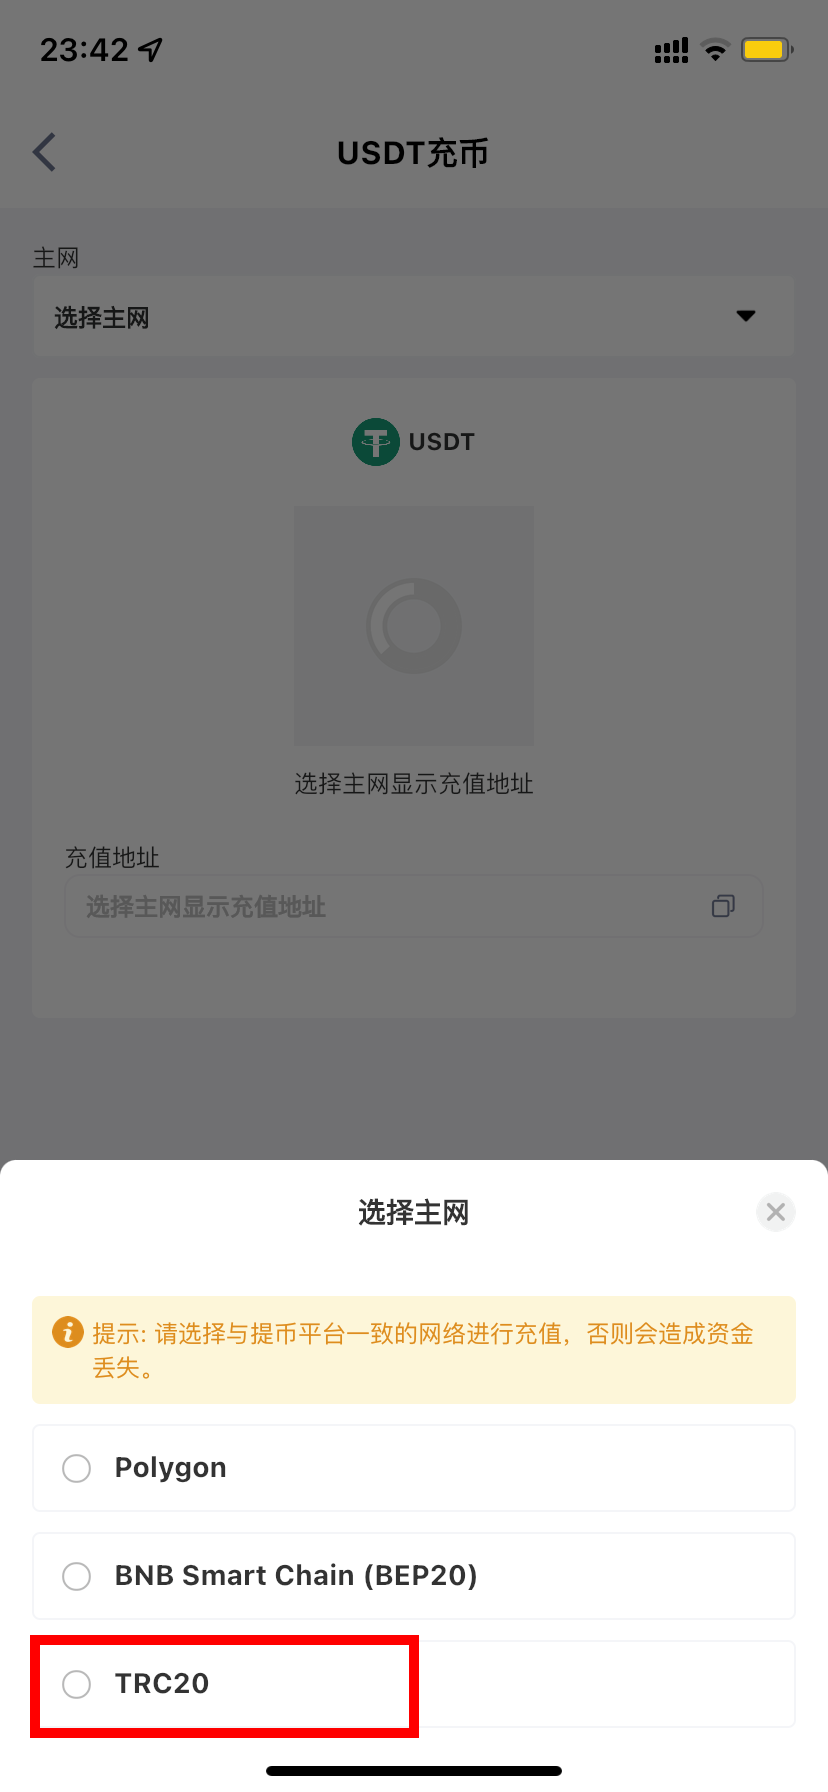 23:42
USDT充币
主网
选择主网
USDT
选择主网显示充值地址
充值地址
选择主网显示充值地址
选择主网
提示: 请选择与提币平台一致的网络进行充值，否则会造成资金
丢失。
Polygon
BNB Smart Chain (BEP20)
TRC20